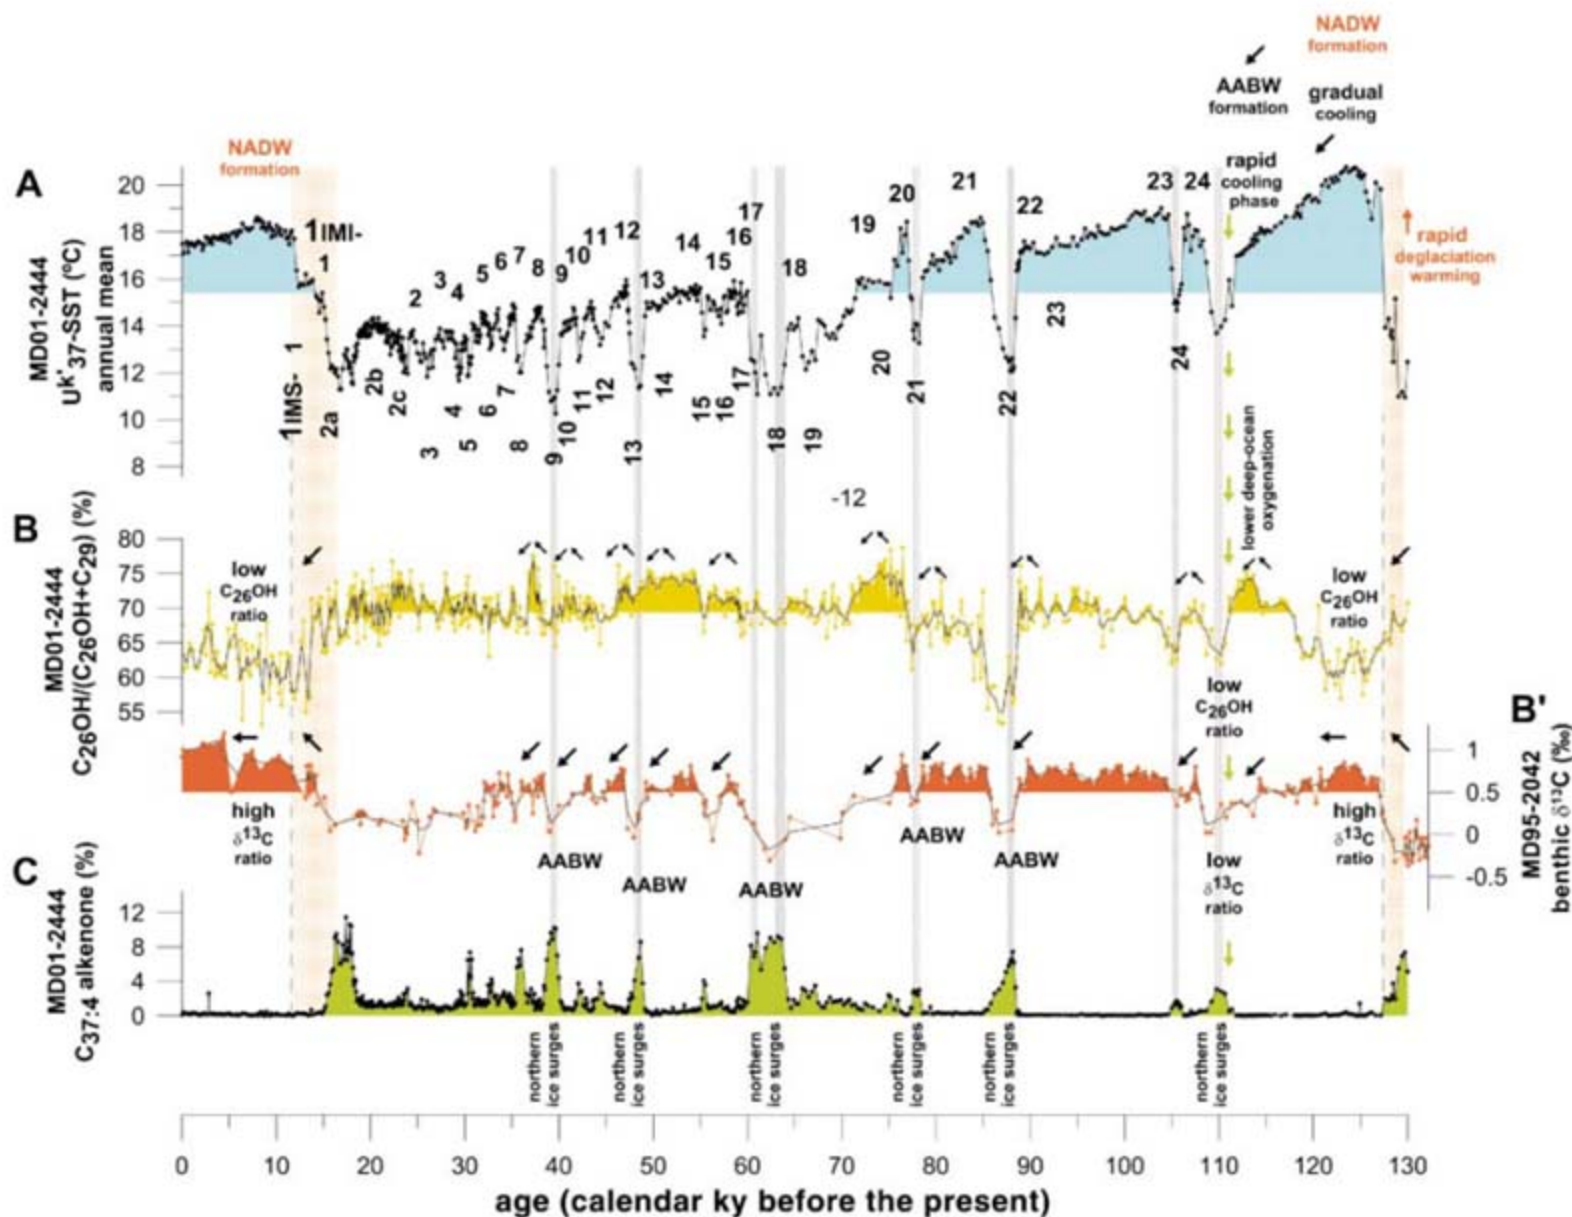 NADW
formation
AABW
formation
gradual
cooling
NADW
formation
rapid
cooling
phase
A
MD01-2444
Uk'37-SST (ºC)
annual mean
20
18
16
14
12
10
8
1IMI-
1
2
3
4
5
6
7
8
9
10
11
12
13
14
15
16
17
18
19
20
21
22
23
24
rapid
deglaciation
warming
1IMS-
1
2a
2b
2c
3
4
5
6
7
8
9
10
11
12
13
14
15
16
17
18
19
20
21
22
23
24
lower deep-ocean
oxygenation
-12
B
MD01-2444
C26OH/(C26OH+C29) (%)
80
75
70
65
60
55
low
C26OH
ratio
low
C26OH
ratio
low
C26OH
ratio
B'
MD95-2042
benthic δ13C (‰)
1
0.5
0
-0.5
high
δ13C
ratio
high
δ13C
ratio
low
δ13C
ratio
AABW
AABW
AABW
AABW
AABW
C
MD01-2444
C37:4 alkenone (%)
12
8
4
0
northern
ice surges
northern
ice surges
northern
ice surges
northern
ice surges
northern
ice surges
northern
ice surges
0 10 20 30 40 50 60 70 80 90 100 110 120 130
age (calendar ky before the present)